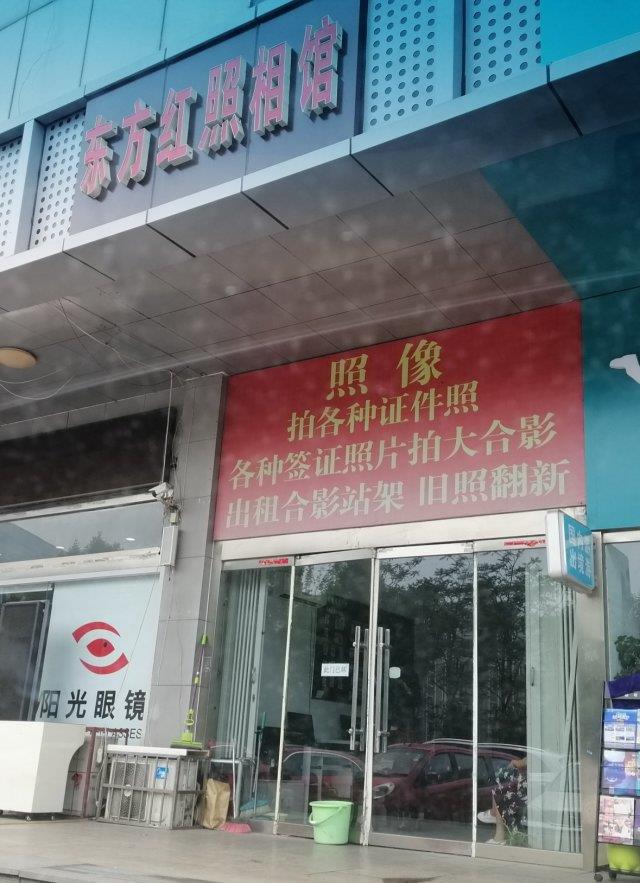 东方红照相馆
照像
拍各种证件照
各种签证照片拍大合影
出租合影站架 旧照翻新
阳光眼镜